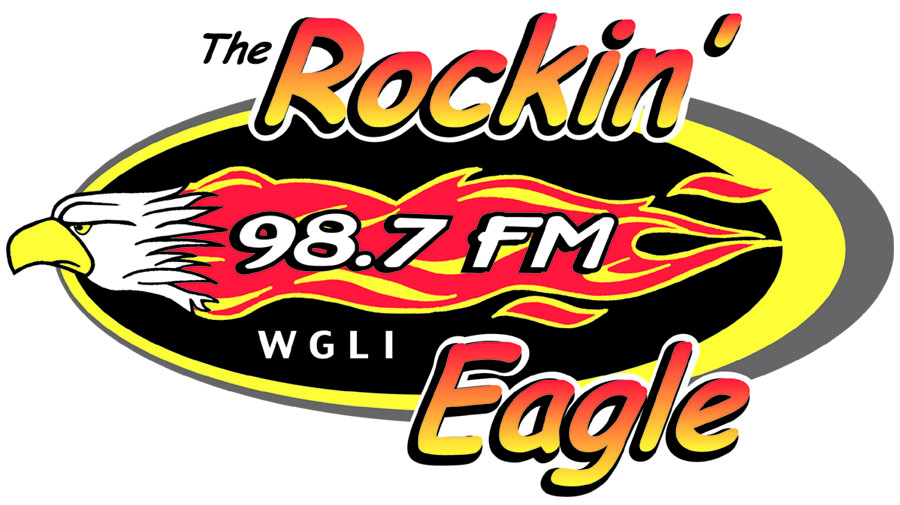 The Rockin'
98.7 FM
WGLI
Eagle